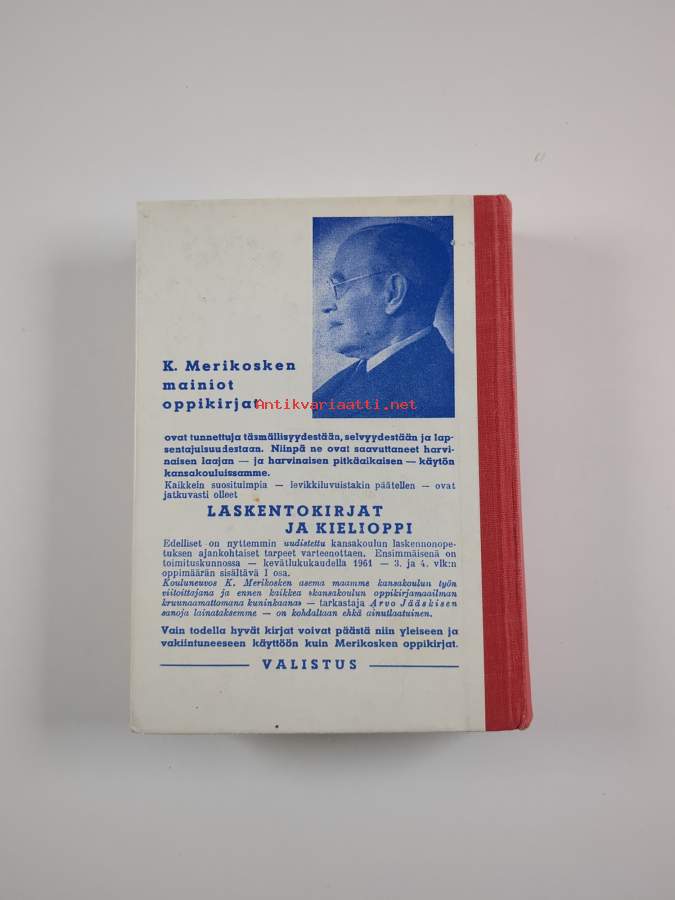 K. Merikosken
mainiot
oppikirjat
Antikvariaatti.net
ovat tunnettuja täsmällisyydestään, selvyydestään ja lap-
sentajuisuudestaan. Niinpä ne ovat saavuttaneet harvi-
naisen laajan — ja harvinaisen pitkäaikaisen — käytön
kansakouluissamme.
Kaikkein suosituimpia — levikkiluvuistakin päätellen — ovat
jatkuvasti olleet
LASKENTOKIRJAT
JA KIELIOPPI
Edelliset on nyttemmin uudistettu kansakoulun laskennonope-
tuksen ajankohtaiset tarpeet varteenottaen. Ensimmäisenä on
toimituskunnossa — kevätlukukaudella 1961 — 3. ja 4. vlk:n
oppimäärän sisältävä I osa.
Kouluneuvos K. Merikosken asema maamme kansakoulun työn
viitoittajana ja ennen kaikkea »kansakoulun oppikirjamaailman
kruunaamattomana kuninkaana» — tarkastaja Arvo Jääskisen
sanoja lainataksemme — on kohdaltaan ehkä ainutlaatuinen.
Vain todella hyvät kirjat voivat päästä niin yleiseen ja
vakiintuneeseen käyttöön kuin Merikosken oppikirjat.
VALISTUS